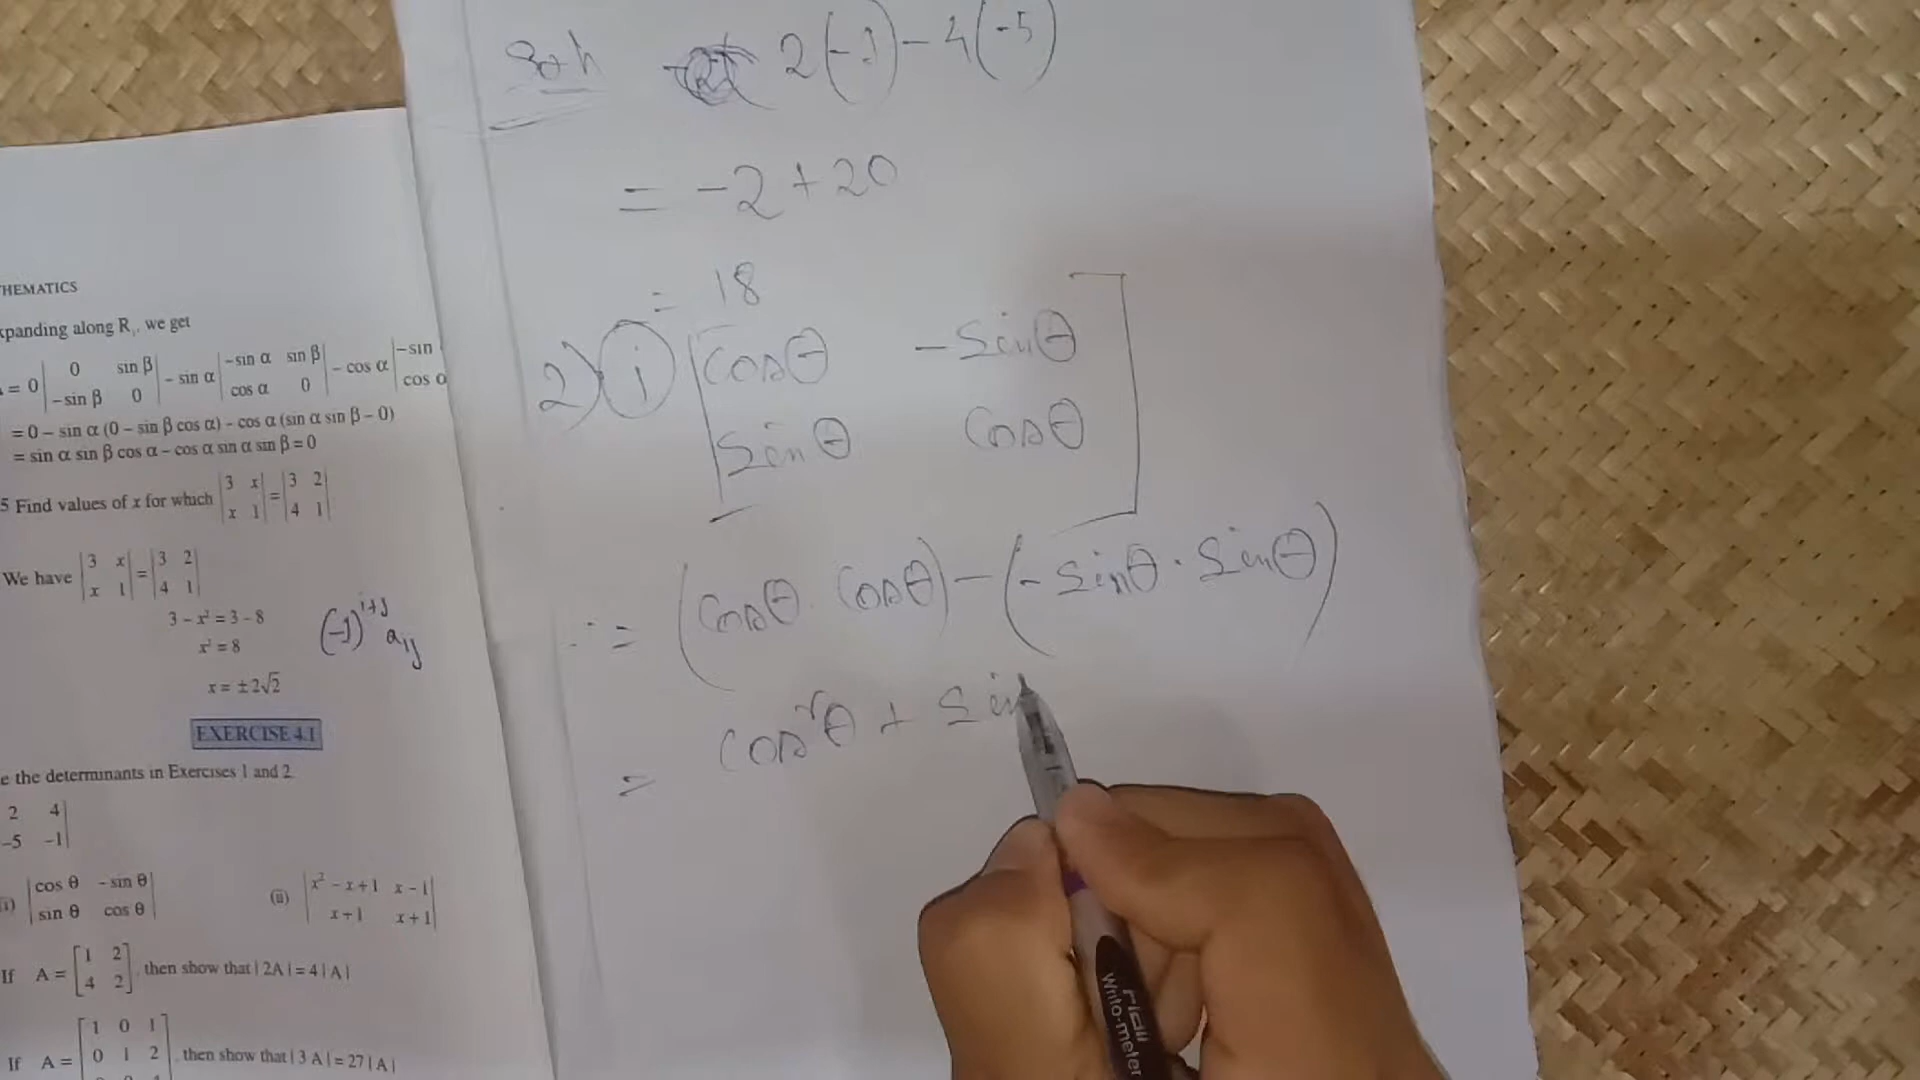 HEMATICS
xpanding along R₁, we get
= 0 | 0 sin β | - sin α | -sin α sin β | - cos α | -sin
| -sin β 0 | | cos α 0 | | cos α
= 0 – sin α (0 – sin β cos α) – cos α (sin α sin β – 0)
= sin α sin β cos α – cos α sin α sin β = 0
5 Find values of x for which | 3 x | = | 3 2 |
| x 1 | | 4 1 |
We have | 3 x | = | 3 2 |
| x 1 | | 4 1 |
3 – x² = 3 – 8
x² = 8
x = ±2√2
(-1)^{i+j} a_{ij}
EXERCISE 4.1
e the determinants in Exercises 1 and 2
2 4
-5 -1
i) | cos θ -sin θ |
| sin θ cos θ |
(ii) | x² – x + 1 x – 1 |
| x + 1 x + 1 |
If A = [ 1 2 ] , then show that | 2A | = 4 | A |
[ 4 2 ]
If A = [ 1 0 1 ]
[ 0 1 2 ] , then show that | 3 A | = 27 | A |
2(-1) - 4(-5)
= -2 + 20
= 18
2) (i) [ cosθ -sinθ ]
[ sinθ cosθ ]
∴ = (cosθ . cosθ) - (-sinθ . sinθ)
= cos²θ + sin
ridli
Writo-meter